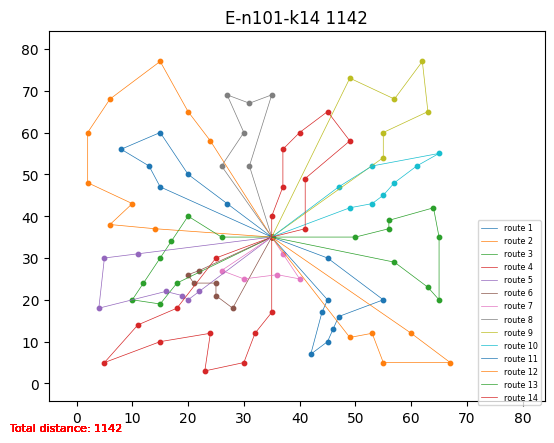 E-n101-k14 1142
80
70
60
50
40
30
20
10
0
route 1
route 2
route 3
route 4
route 5
route 6
route 7
route 8
route 9
route 10
route 11
route 12
route 13
route 14
0 10 20 30 40 50 60 70 80
Total distance: 1142